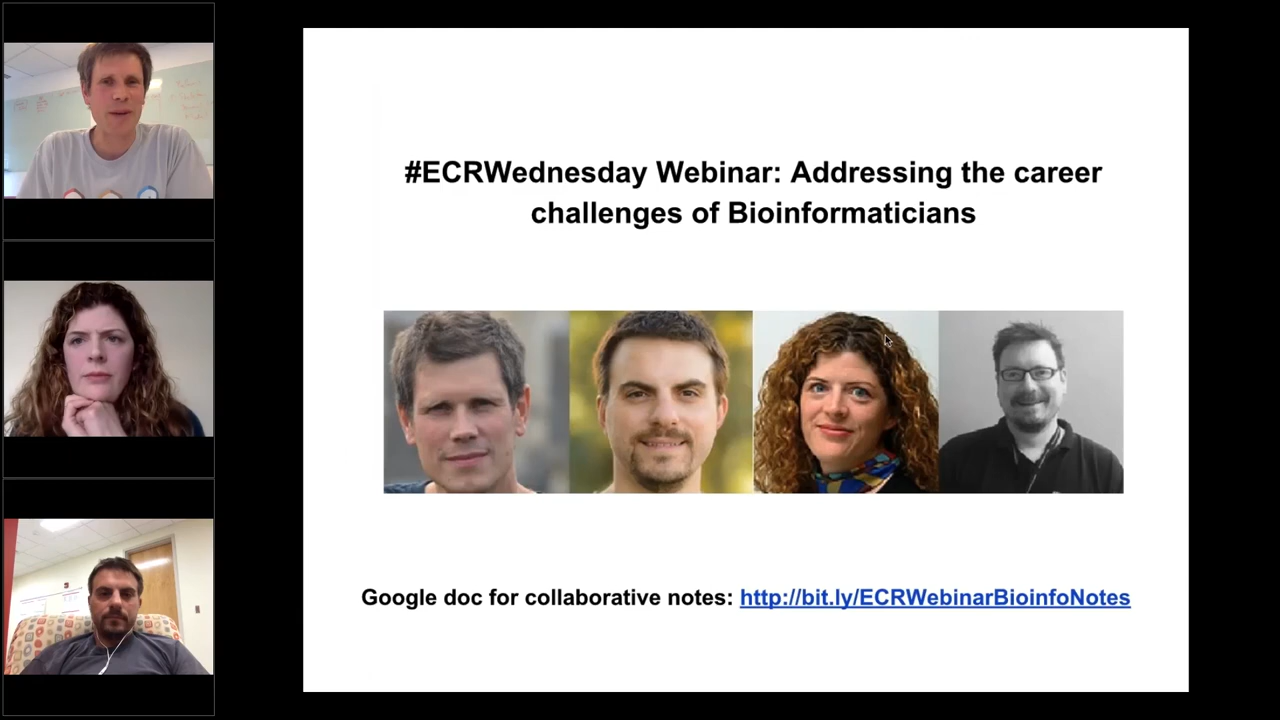 #ECRWednesday Webinar: Addressing the career
challenges of Bioinformaticians
Google doc for collaborative notes: http://bit.ly/ECRWebinarBioinfoNotes